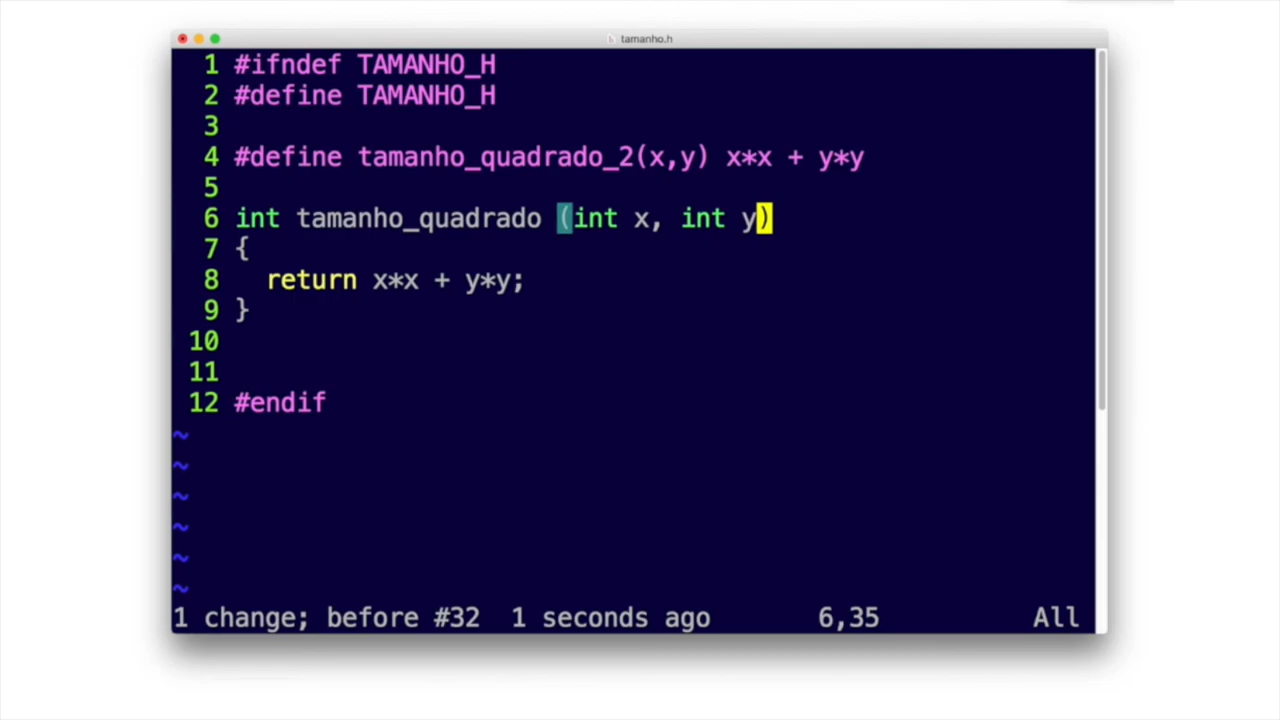 tamanho.h
1 #ifndef TAMANHO_H
2 #define TAMANHO_H
3
4 #define tamanho_quadrado_2(x,y) x*x + y*y
5
6 int tamanho_quadrado (int x, int y)
7 {
8   return x*x + y*y;
9 }
10
11
12 #endif
~
~
~
~
~
~
1 change; before #32  1 seconds ago  6,35  All